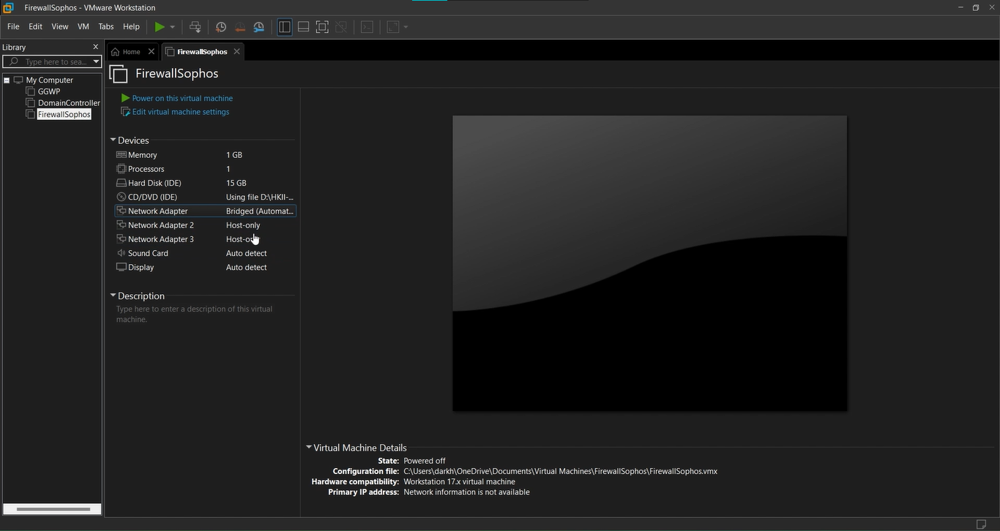 FirewallSophos - VMware Workstation
File Edit View VM Tabs Help
Library
Type here to sea...
Home
FirewallSophos
My Computer
GGWP
DomainController
FirewallSophos
FirewallSophos
Power on this virtual machine
Edit virtual machine settings
Devices
Memory 1 GB
Processors 1
Hard Disk (IDE) 15 GB
CD/DVD (IDE) Using file D:\HKII-...
Network Adapter Bridged (Automat...
Network Adapter 2 Host-only
Network Adapter 3
Sound Card Auto detect
Display Auto detect
Description
Type here to enter a description of this virtual
machine.
Virtual Machine Details
State: Powered off
Configuration file: C:\Users\darkh\OneDrive\Documents\Virtual Machines\FirewallSophos\FirewallSophos.vmx
Hardware compatibility: Workstation 17.x virtual machine
Primary IP address: Network information is not available